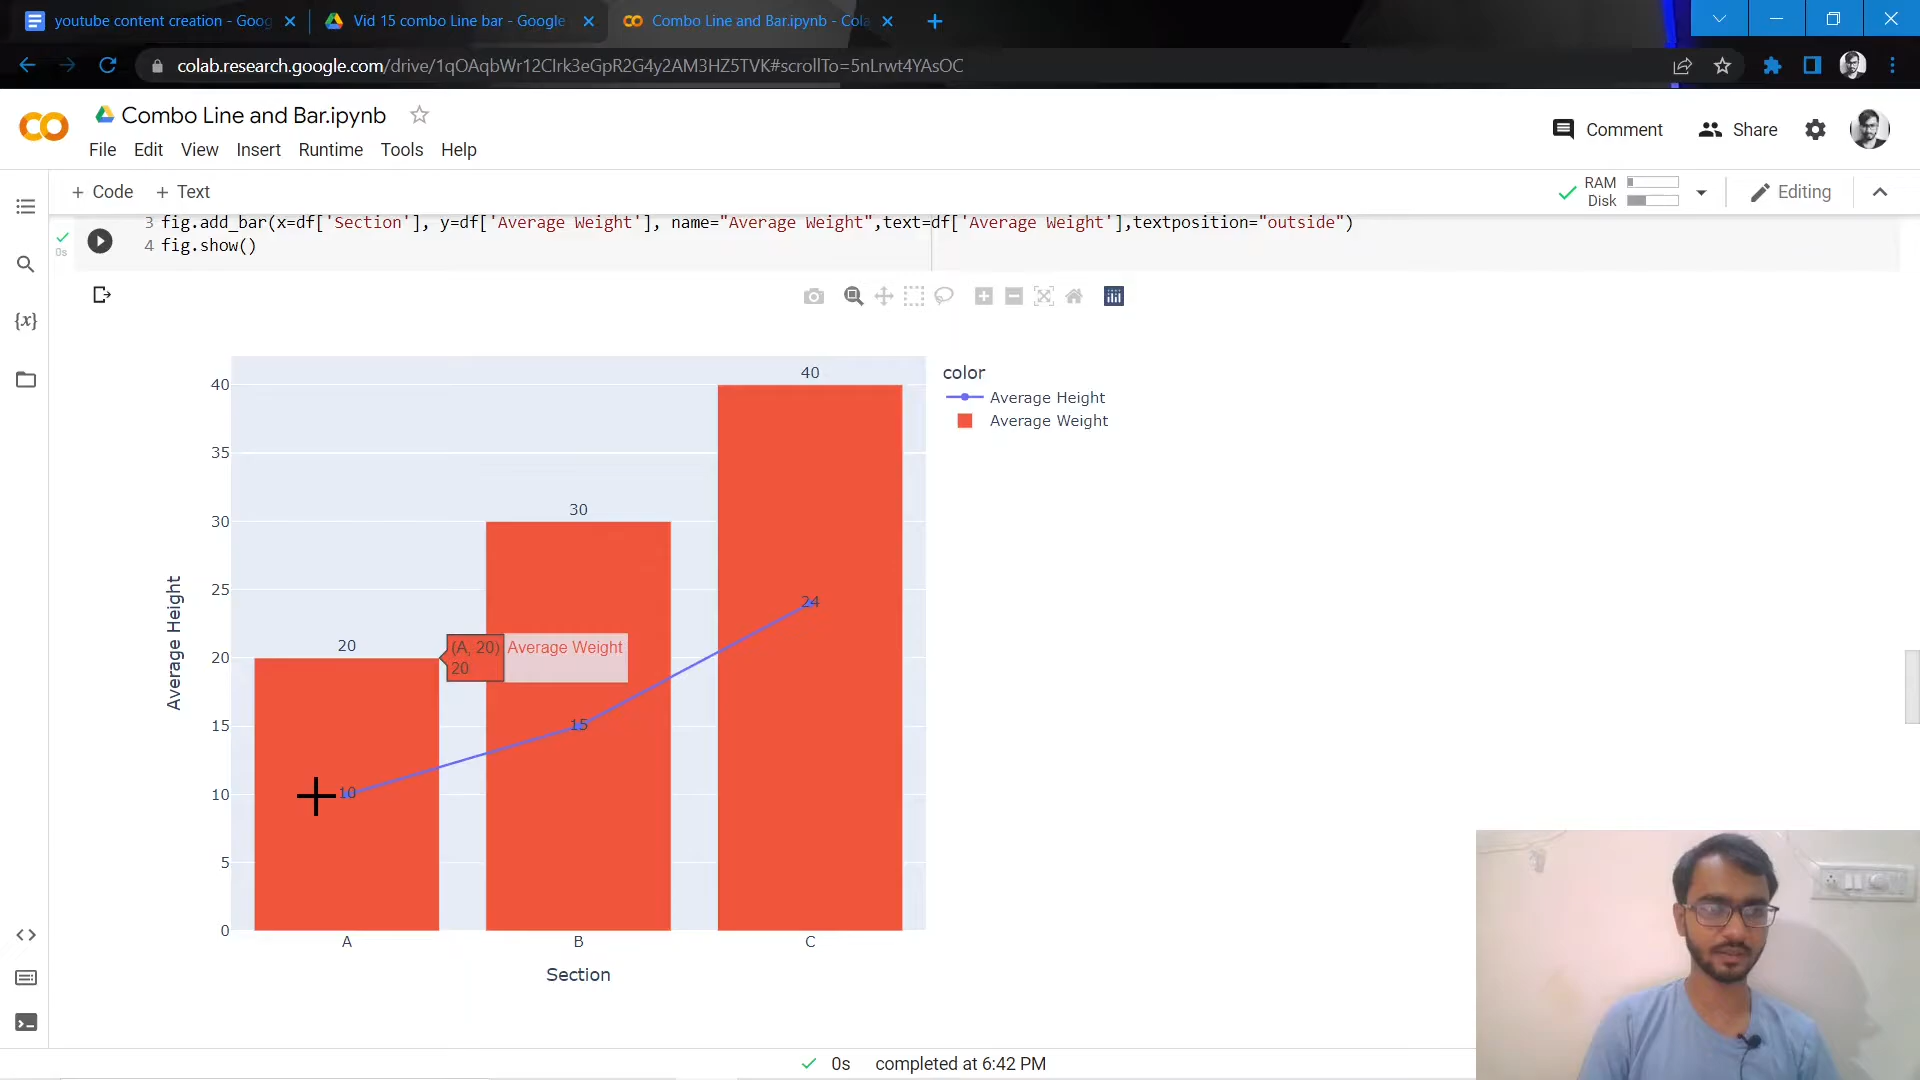 youtube content creation - Goog
Vid 15 combo Line bar - Google
Combo Line and Bar.ipynb - Cola
colab.research.google.com/drive/1qOAqbWr12CIrk3eGpR2G4y2AM3HZ5TVK#scrollTo=5nLrwt4YAsOC
Combo Line and Bar.ipynb
Comment
Share
File Edit View Insert Runtime Tools Help
+ Code + Text
RAM
Disk
Editing
3 fig.add_bar(x=df['Section'], y=df['Average Weight'], name="Average Weight",text=df['Average Weight'],textposition="outside")
0s
4 fig.show()
{x}
color
Average Height
Average Weight
40
35
30
25
20
15
10
5
0
Average Height
20
30
40
(A, 20)
20
Average Weight
10
15
24
A
B
C
Section
0s completed at 6:42 PM